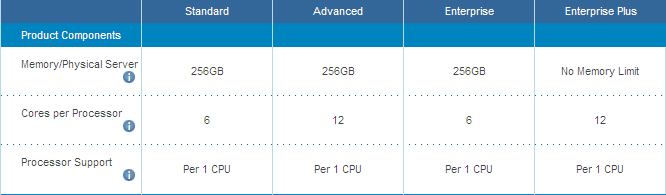 Standard Advanced Enterprise Enterprise Plus
Product Components
Memory/Physical Server 256GB 256GB 256GB No Memory Limit
Cores per Processor 6 12 6 12
Processor Support Per 1 CPU Per 1 CPU Per 1 CPU Per 1 CPU